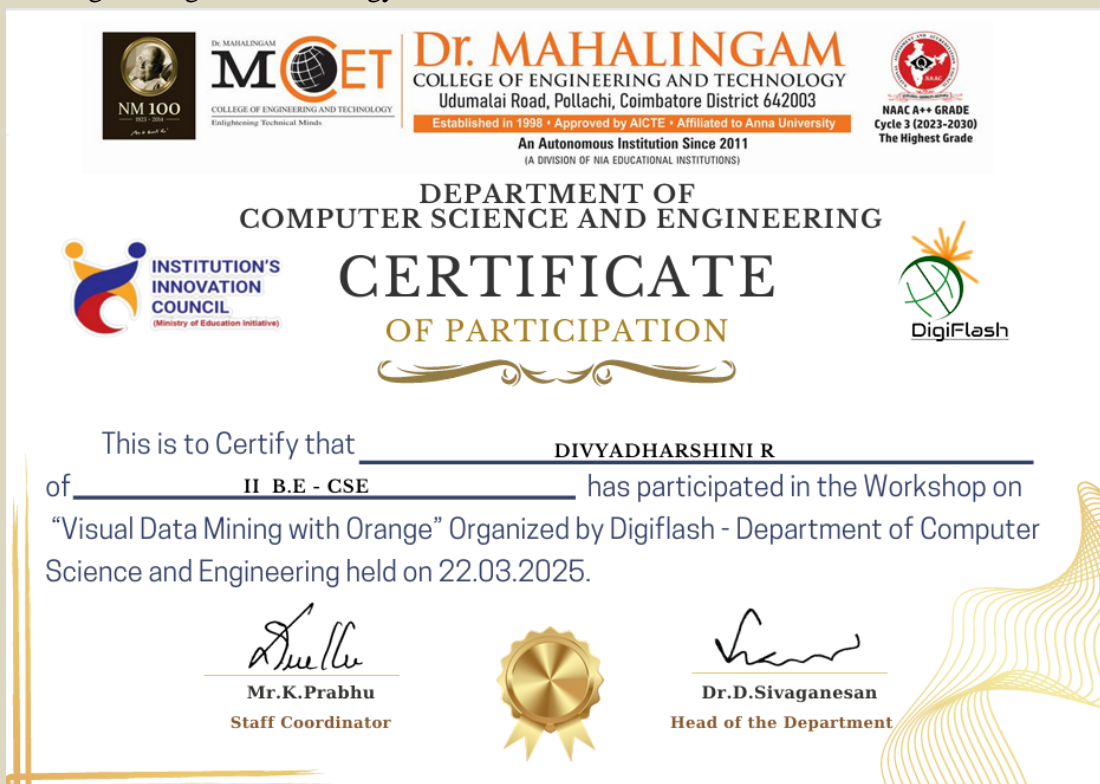 Dr. MAHALINGAM
MCET
COLLEGE OF ENGINEERING AND TECHNOLOGY
Enlightening Technical Minds
NM 100
1923 - 2014
Dr. MAHALINGAM
COLLEGE OF ENGINEERING AND TECHNOLOGY
Udumalai Road, Pollachi, Coimbatore District 642003
Established in 1998 • Approved by AICTE • Affiliated to Anna University
An Autonomous Institution Since 2011
(A DIVISION OF NIA EDUCATIONAL INSTITUTIONS)
NAAC
NAAC A++ GRADE
Cycle 3 (2023-2030)
The Highest Grade
DEPARTMENT OF
COMPUTER SCIENCE AND ENGINEERING
INSTITUTION'S
INNOVATION
COUNCIL
(Ministry of Education Initiative)
CERTIFICATE
OF PARTICIPATION
DigiFlash
This is to Certify that DIVYADHARSHINI R
of II B.E - CSE has participated in the Workshop on
“Visual Data Mining with Orange” Organized by Digiflash - Department of Computer
Science and Engineering held on 22.03.2025.
Mr.K.Prabhu
Staff Coordinator
Dr.D.Sivaganesan
Head of the Department